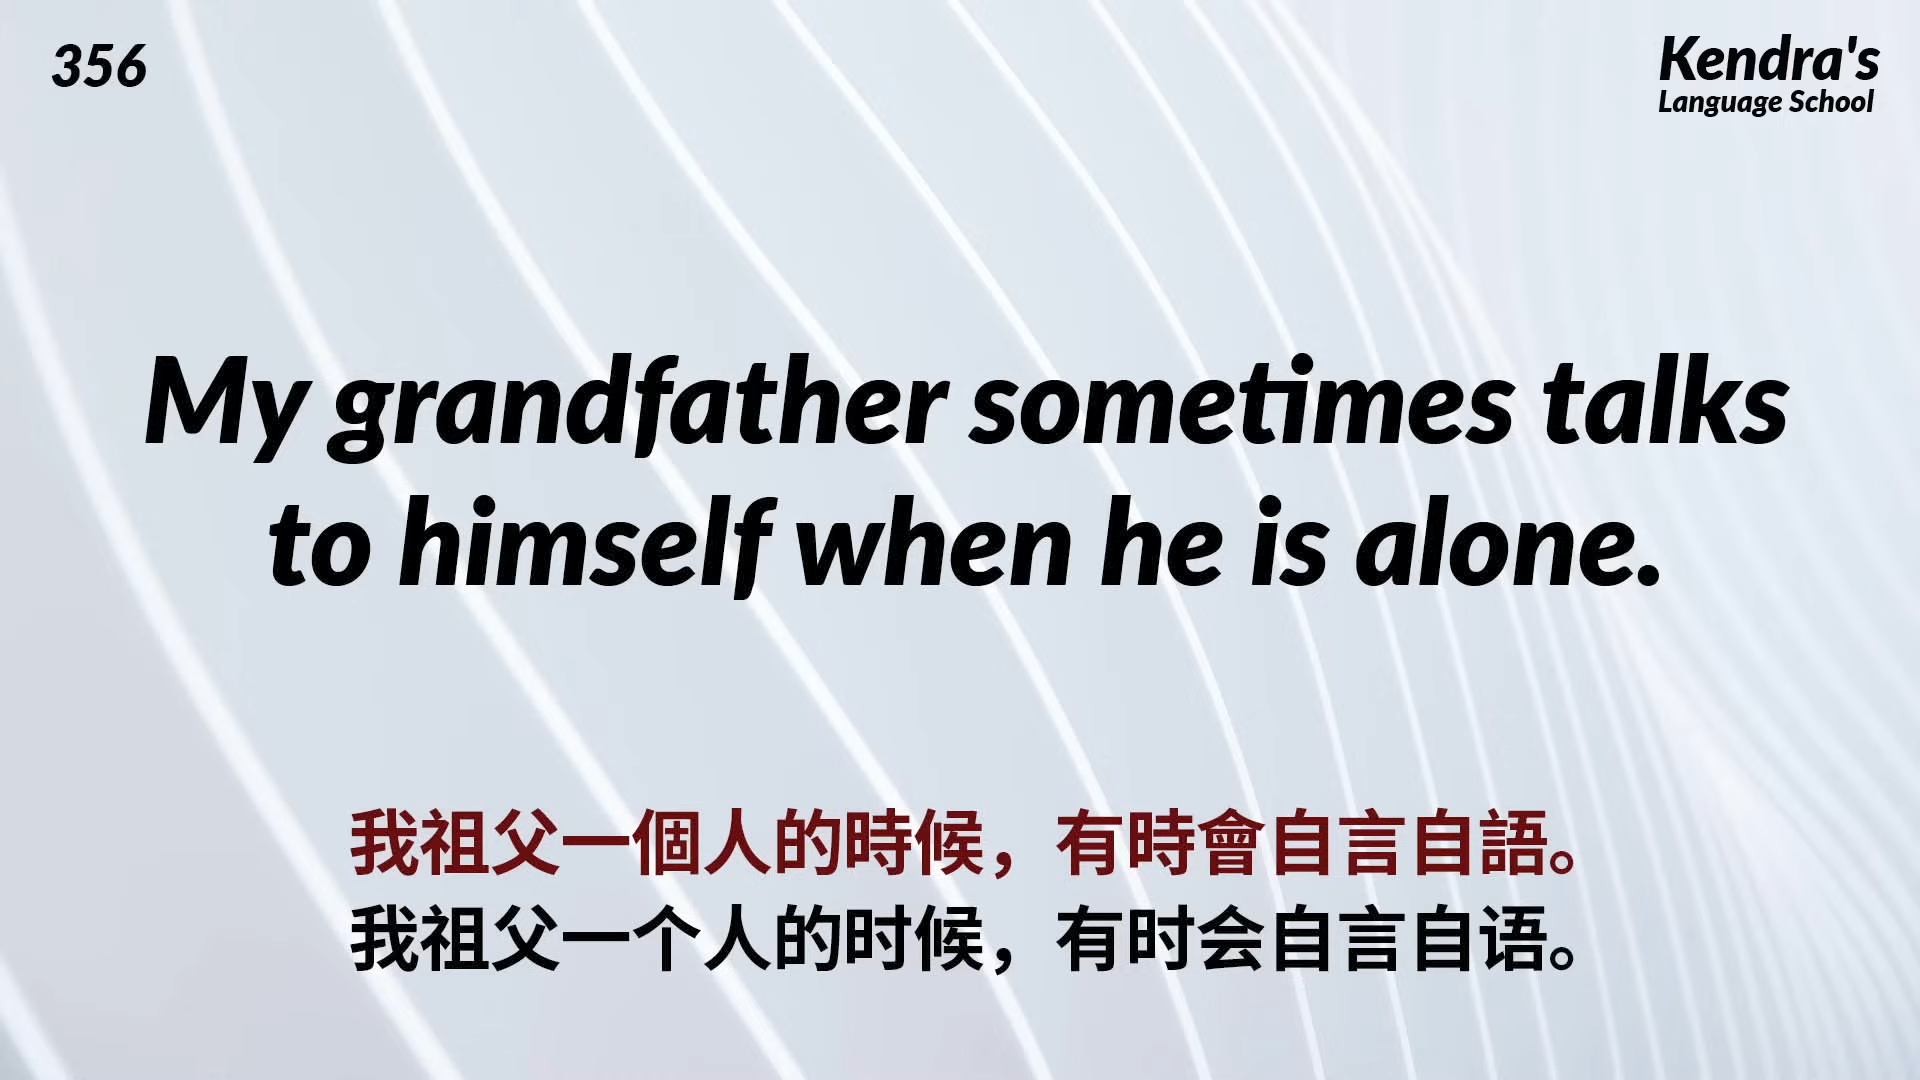 356
Kendra's
Language School
My grandfather sometimes talks
to himself when he is alone.
我祖父一個人的時候，有時會自言自語。
我祖父一个人的时候，有时会自言自语。